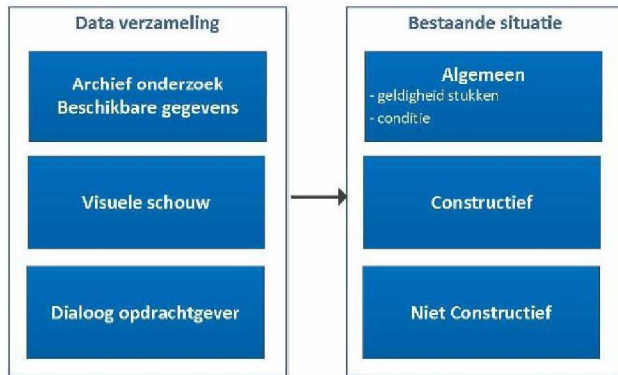 Data verzameling
Archief onderzoek
Beschikbare gegevens
Visuele schouw
Dialoog opdrachtgever
Bestaande situatie
Algemeen
- geldigheid stukken
- conditie
Constructief
Niet Constructief